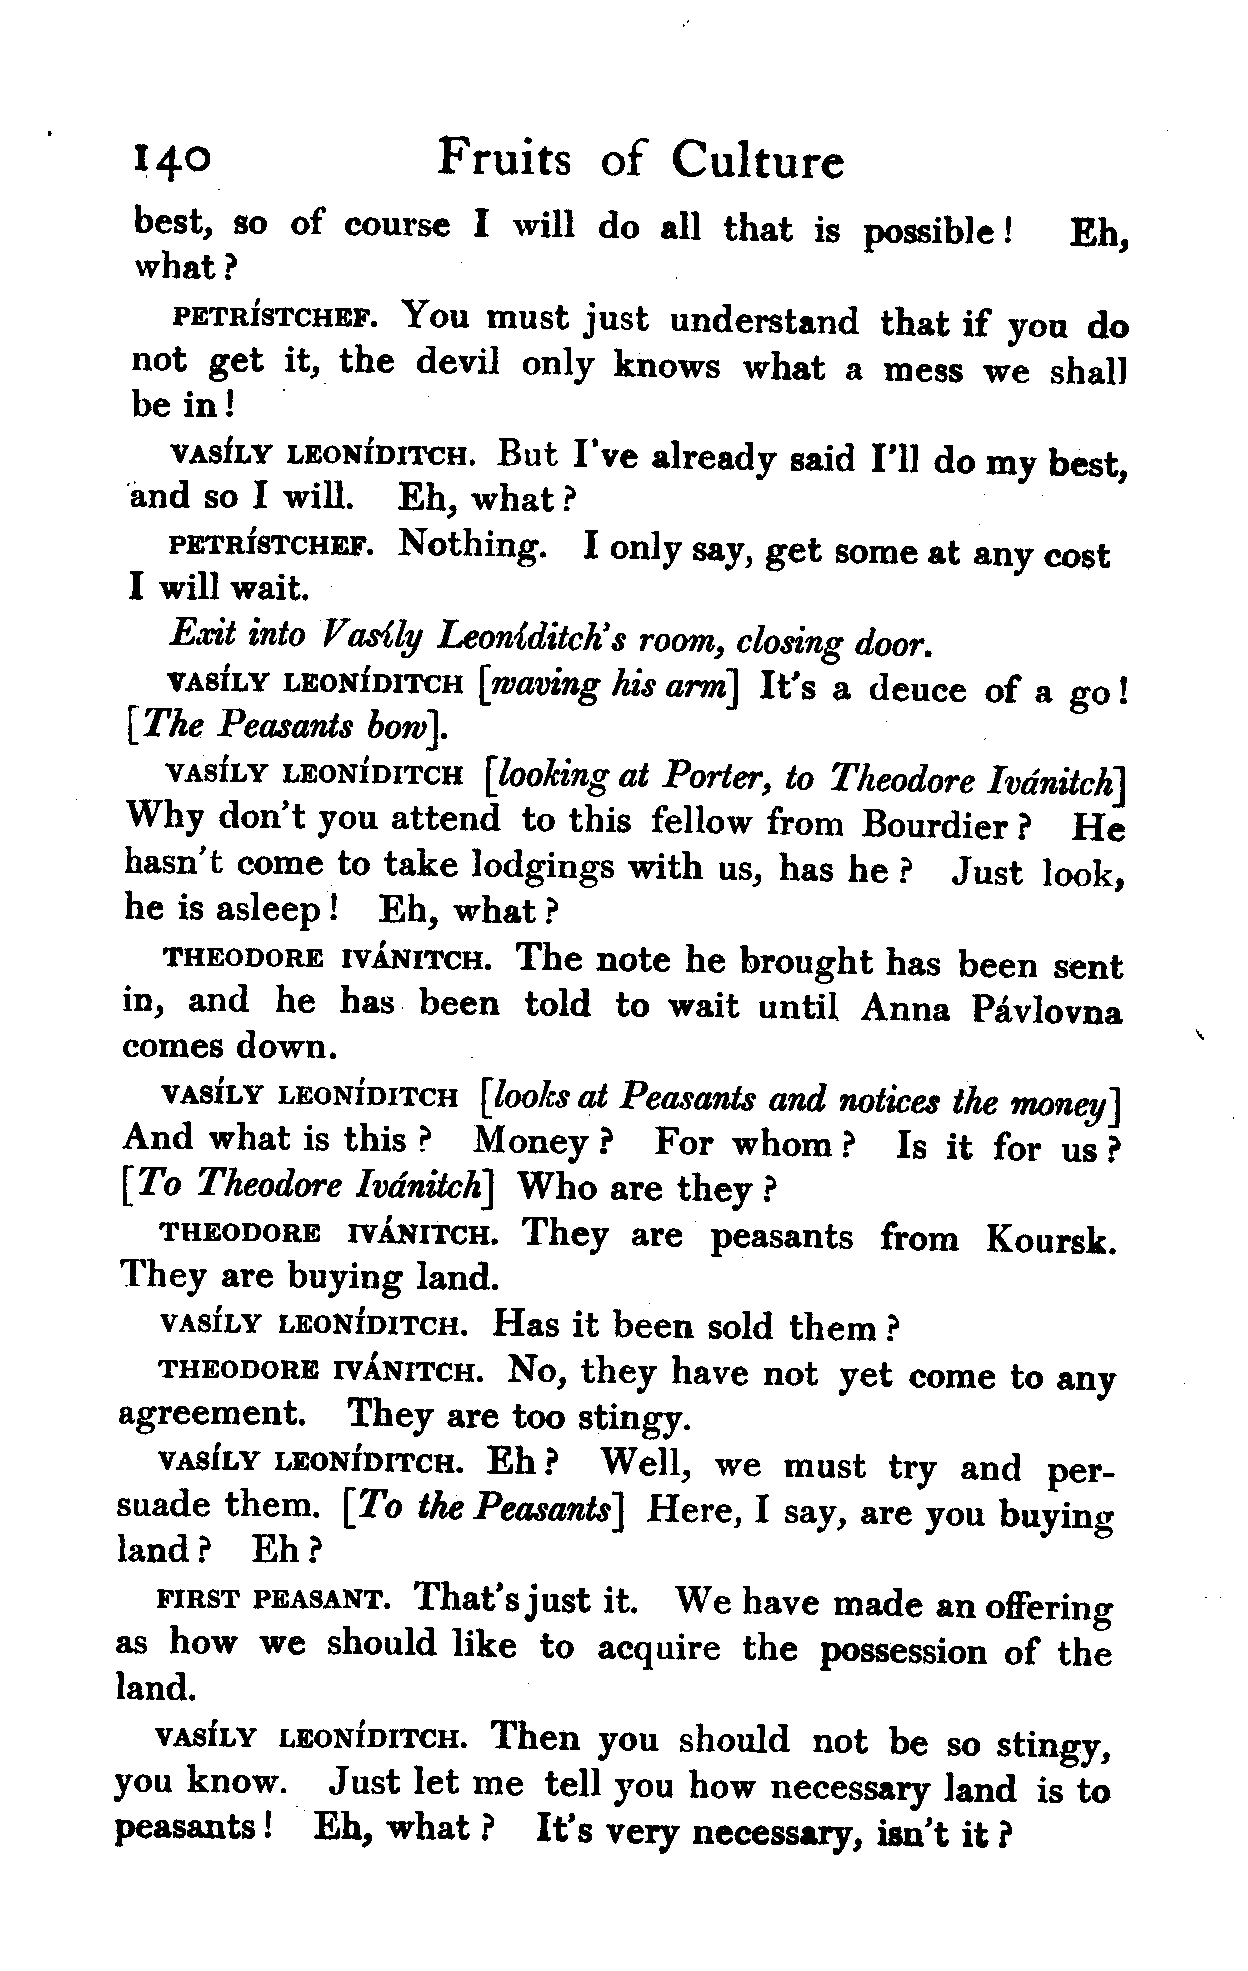 140 Fruits of Culture
best, so of course I will do all that is possible! Eh,
what?
PETRÍSTCHEF. You must just understand that if you do
not get it, the devil only knows what a mess we shall
be in!
VASÍLY LEONÍDITCH. But I've already said I'll do my best,
and so I will. Eh, what?
PETRÍSTCHEF. Nothing. I only say, get some at any cost
I will wait.
Exit into Vasíly Leoníditch's room, closing door.
VASÍLY LEONÍDITCH [waving his arm] It's a deuce of a go!
[The Peasants bow].
VASÍLY LEONÍDITCH [looking at Porter, to Theodore Ivánitch]
Why don't you attend to this fellow from Bourdier? He
hasn't come to take lodgings with us, has he? Just look,
he is asleep! Eh, what?
THEODORE IVÁNITCH. The note he brought has been sent
in, and he has been told to wait until Anna Pávlovna
comes down.
VASÍLY LEONÍDITCH [looks at Peasants and notices the money]
And what is this? Money? For whom? Is it for us?
[To Theodore Ivánitch] Who are they?
THEODORE IVÁNITCH. They are peasants from Koursk.
They are buying land.
VASÍLY LEONÍDITCH. Has it been sold them?
THEODORE IVÁNITCH. No, they have not yet come to any
agreement. They are too stingy.
VASÍLY LEONÍDITCH. Eh? Well, we must try and per-
suade them. [To the Peasants] Here, I say, are you buying
land? Eh?
FIRST PEASANT. That's just it. We have made an offering
as how we should like to acquire the possession of the
land.
VASÍLY LEONÍDITCH. Then you should not be so stingy,
you know. Just let me tell you how necessary land is to
peasants! Eh, what? It's very necessary, isn't it?